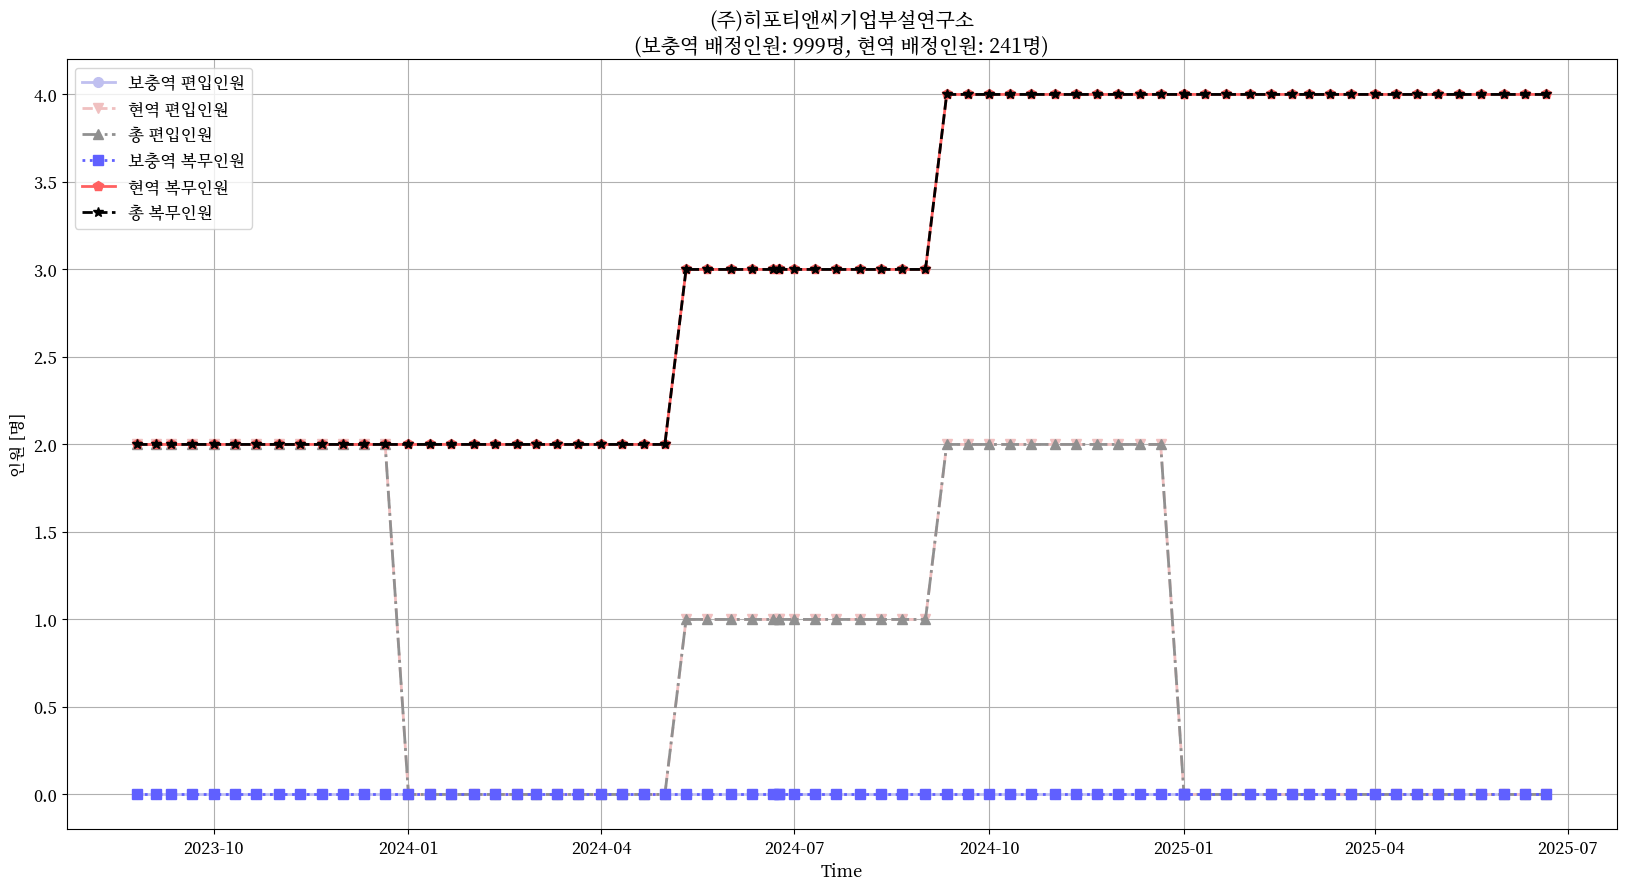 (주)히포티앤씨기업부설연구소
(보충역 배정인원: 999명, 현역 배정인원: 241명)
보충역 편입인원
현역 편입인원
총 편입인원
보충역 복무인원
현역 복무인원
총 복무인원
4.0
3.5
3.0
2.5
2.0
1.5
1.0
0.5
0.0
인원 [명]
2023-10
2024-01
2024-04
2024-07
2024-10
2025-01
2025-04
2025-07
Time